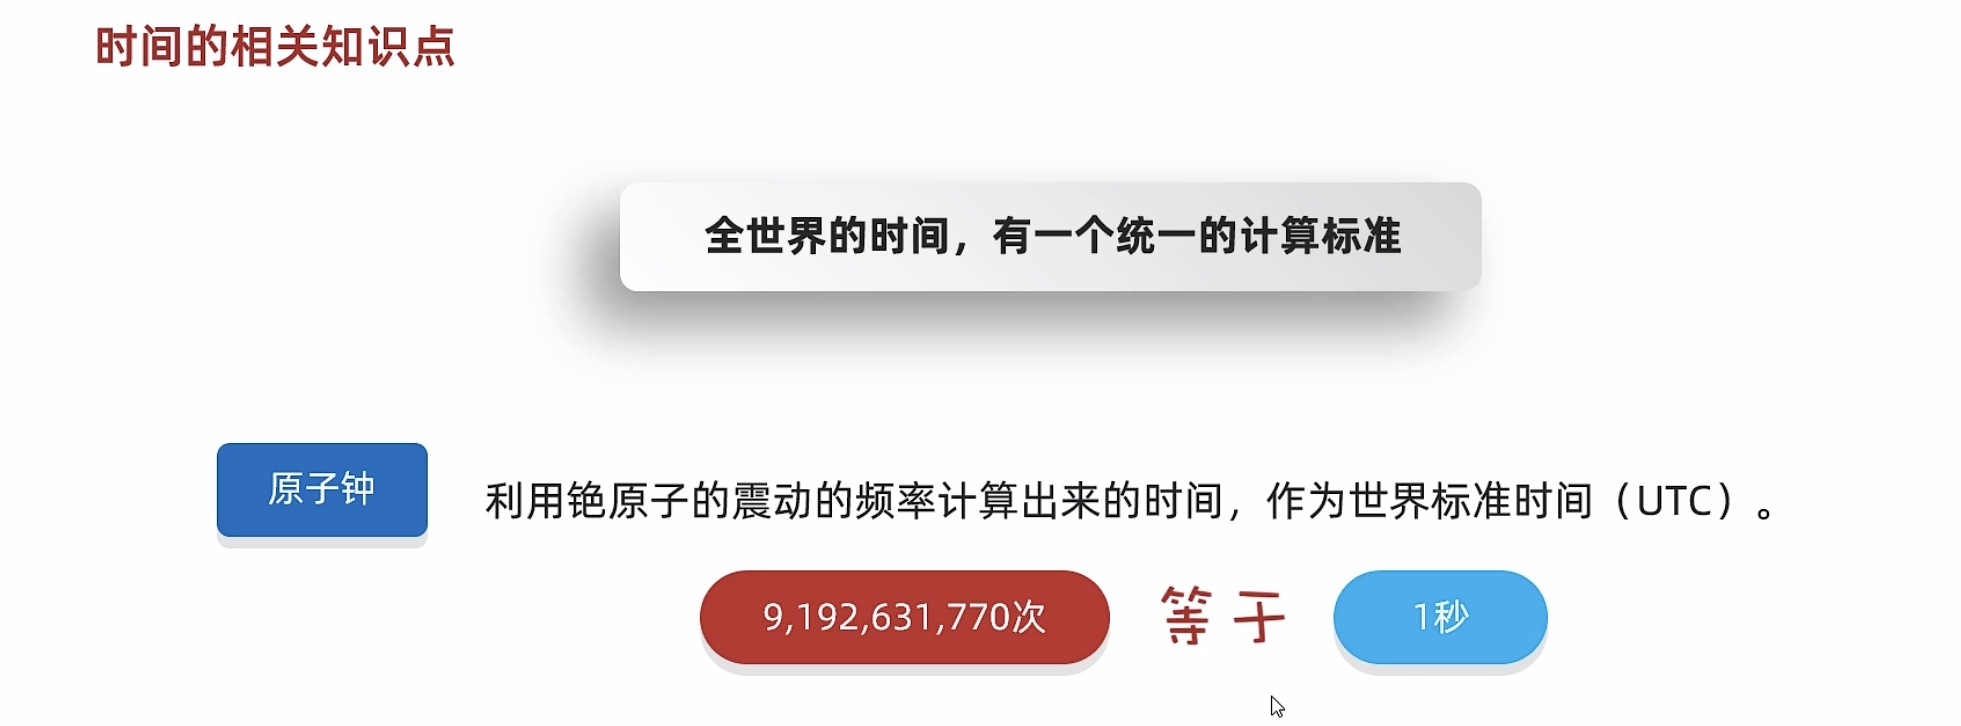 时间的相关知识点
全世界的时间，有一个统一的计算标准
原子钟
利用铯原子的震动的频率计算出来的时间，作为世界标准时间（UTC）。
9,192,631,770次 等于 1秒